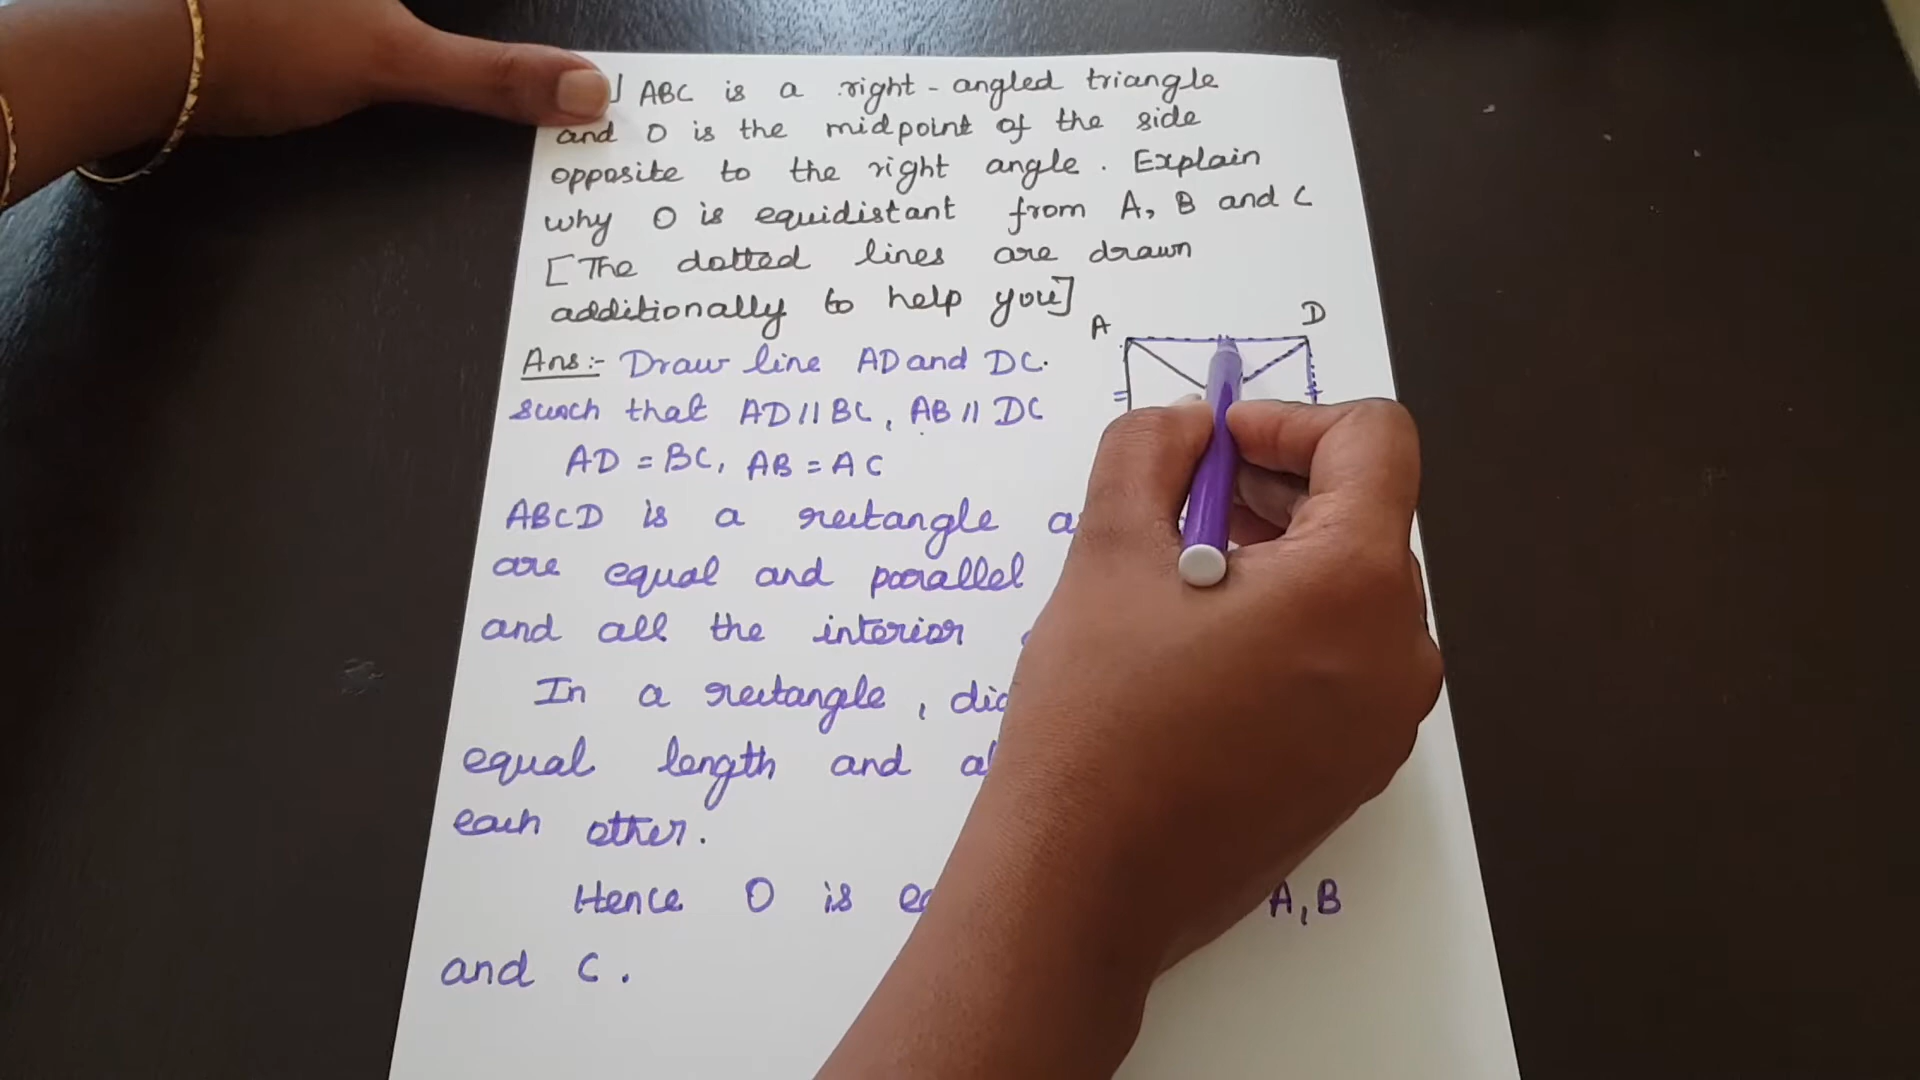 ABC is a right-angled triangle
and O is the midpoint of the side
opposite to the right angle. Explain
why O is equidistant from A, B and C
[The dotted lines are drawn
additionally to help you]
A
D
Ans:- Draw line AD and DC.
such that AD // BC, AB // DC
AD = BC, AB = AC
ABCD is a rectangle
are equal and parallel
and all the interior
In a rectangle,
equal length and
each other.
Hence O is A, B
and C.